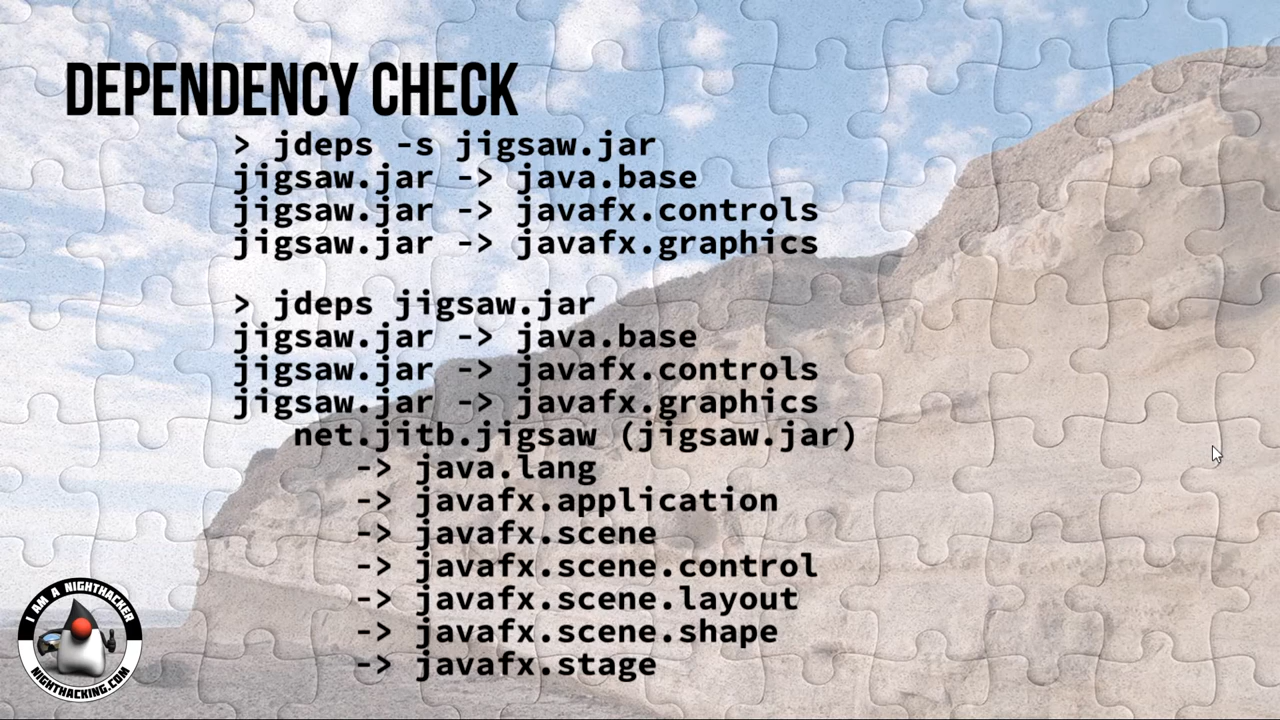 DEPENDENCY CHECK
> jdeps -s jigsaw.jar
jigsaw.jar -> java.base
jigsaw.jar -> javafx.controls
jigsaw.jar -> javafx.graphics
> jdeps jigsaw.jar
jigsaw.jar -> java.base
jigsaw.jar -> javafx.controls
jigsaw.jar -> javafx.graphics
net.jitb.jigsaw (jigsaw.jar)
-> java.lang
-> javafx.application
-> javafx.scene
-> javafx.scene.control
-> javafx.scene.layout
-> javafx.scene.shape
-> javafx.stage
I AM A NIGHTHACKER
NIGHTHACKING.COM